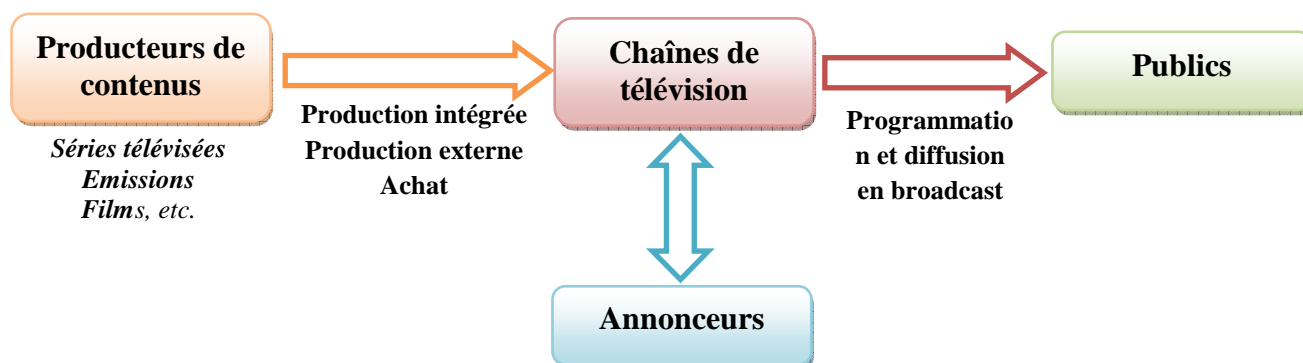 Producteurs de
contenus
Séries télévisées
Emissions
Films, etc.
Production intégrée
Production externe
Achat
Chaînes de
télévision
Programmatio
n et diffusion
en broadcast
Publics
Annonceurs